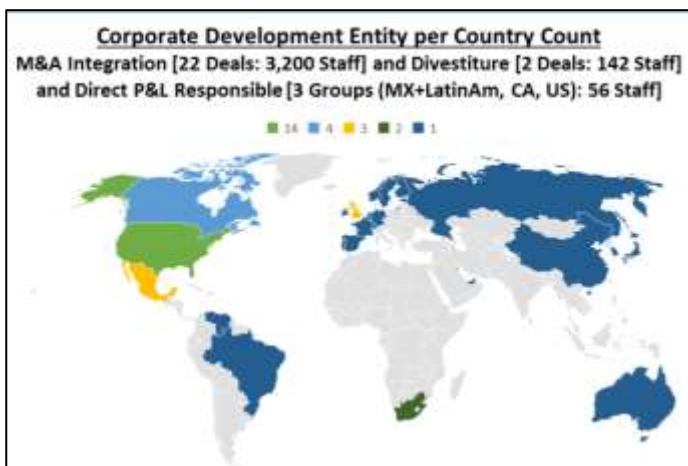 Corporate Development Entity per Country Count
M&A Integration [22 Deals: 3,200 Staff] and Divestiture [2 Deals: 142 Staff]
and Direct P&L Responsible [3 Groups (MX+LatinAm, CA, US): 56 Staff]
14 4 3 2 1